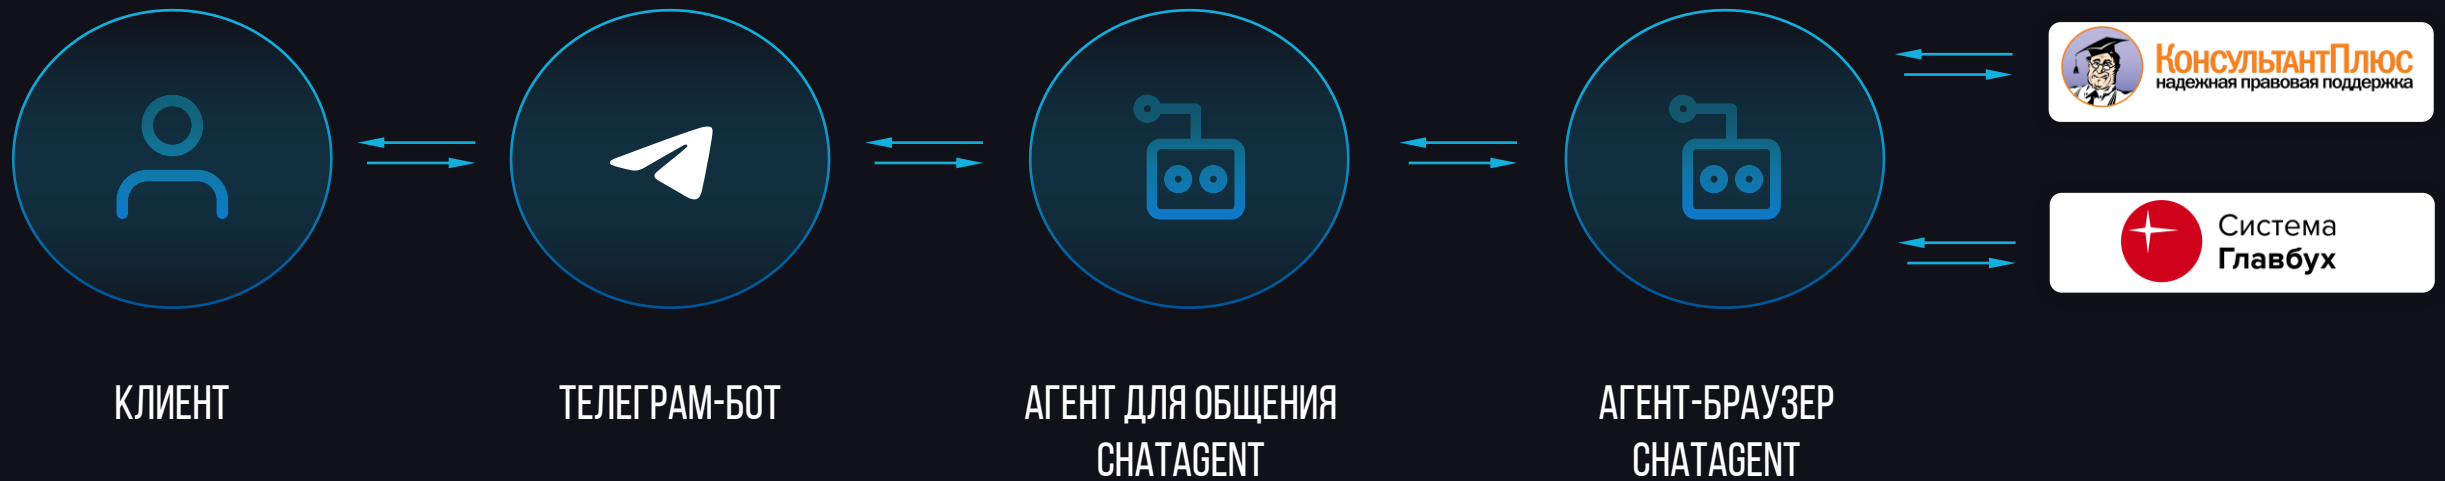 КонсультантПлюс
надежная правовая поддержка
Система
Главбух
КЛИЕНТ
ТЕЛЕГРАМ-БОТ
АГЕНТ ДЛЯ ОБЩЕНИЯ
CHATAGENT
АГЕНТ-БРАУЗЕР
CHATAGENT